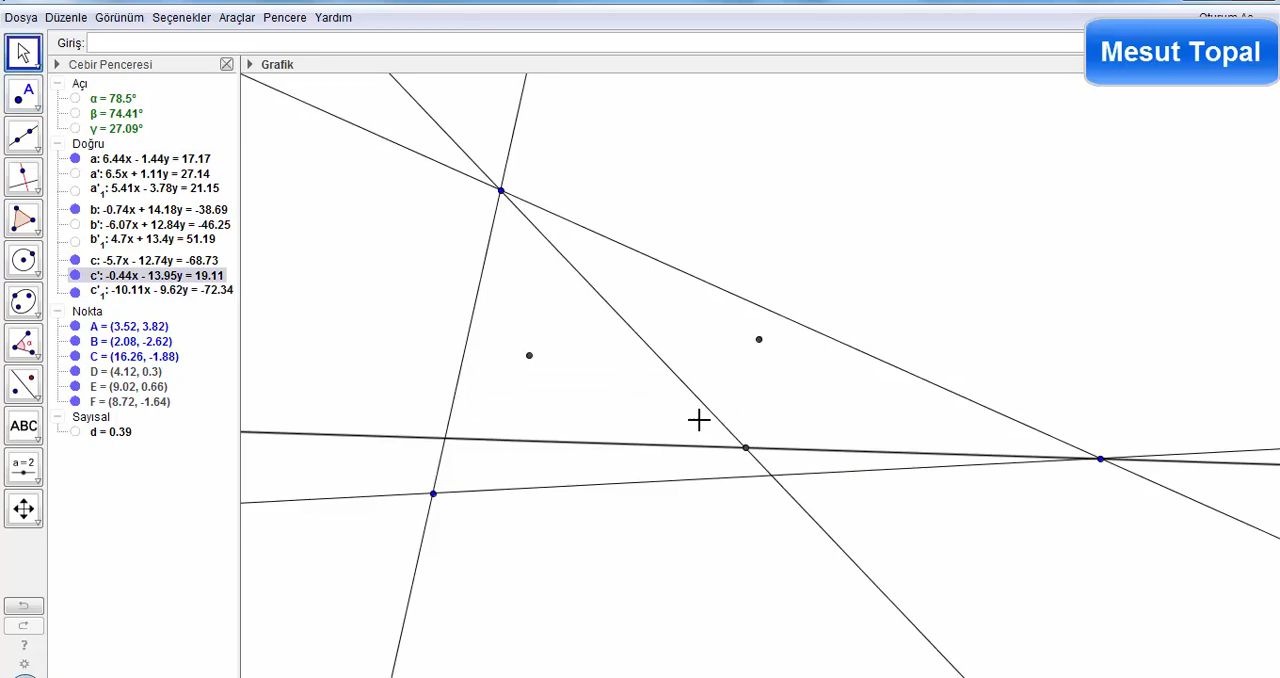 Dosya Düzenle Görünüm Seçenekler Araçlar Pencere Yardım
Mesut Topal
Giriş:
Cebir Penceresi
Grafik
Açı
α = 78.5°
β = 74.41°
γ = 27.09°
Doğru
a: 6.44x - 1.44y = 17.17
a': 6.5x + 1.11y = 27.14
a'₁: 5.41x - 3.78y = 21.15
b: -0.74x + 14.18y = -38.69
b': -6.07x + 12.84y = -46.25
b'₁: 4.7x + 13.4y = 51.19
c: -5.7x - 12.74y = -68.73
c': -0.44x - 13.95y = 19.11
c'₁: -10.11x - 9.62y = -72.34
Nokta
A = (3.52, 3.82)
B = (2.08, -2.62)
C = (16.26, -1.88)
D = (4.12, 0.3)
E = (9.02, 0.66)
F = (8.72, -1.64)
Sayısal
d = 0.39
A
α
ABC
a=2
?